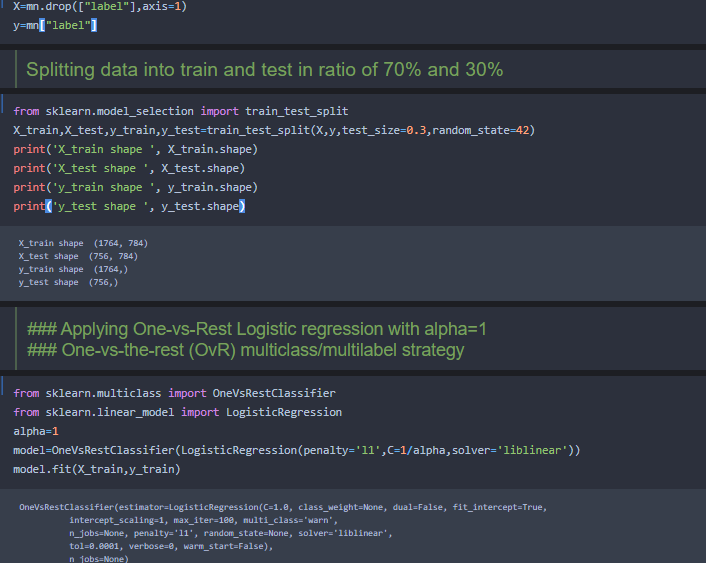 X=mn.drop(["label"],axis=1)
y=mn["label"]
Splitting data into train and test in ratio of 70% and 30%
from sklearn.model_selection import train_test_split
X_train,X_test,y_train,y_test=train_test_split(X,y,test_size=0.3,random_state=42)
print('X_train shape ', X_train.shape)
print('X_test shape ', X_test.shape)
print('y_train shape ', y_train.shape)
print('y_test shape ', y_test.shape)
X_train shape  (1764, 784)
X_test shape  (756, 784)
y_train shape  (1764,)
y_test shape  (756,)
### Applying One-vs-Rest Logistic regression with alpha=1
### One-vs-the-rest (OvR) multiclass/multilabel strategy
from sklearn.multiclass import OneVsRestClassifier
from sklearn.linear_model import LogisticRegression
alpha=1
model=OneVsRestClassifier(LogisticRegression(penalty='l1',C=1/alpha,solver='liblinear'))
model.fit(X_train,y_train)
OneVsRestClassifier(estimator=LogisticRegression(C=1.0, class_weight=None, dual=False, fit_intercept=True,
intercept_scaling=1, max_iter=100, multi_class='warn',
n_jobs=None, penalty='l1', random_state=None, solver='liblinear',
tol=0.0001, verbose=0, warm_start=False),
n_jobs=None)